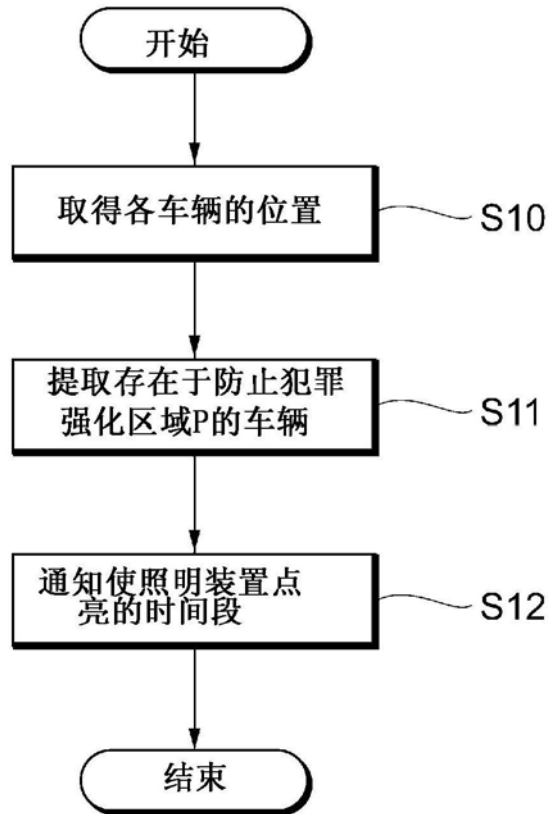 开始
取得各车辆的位置
S10
提取存在于防止犯罪
强化区域P的车辆
S11
通知使照明装置点
亮的时间段
S12
结束